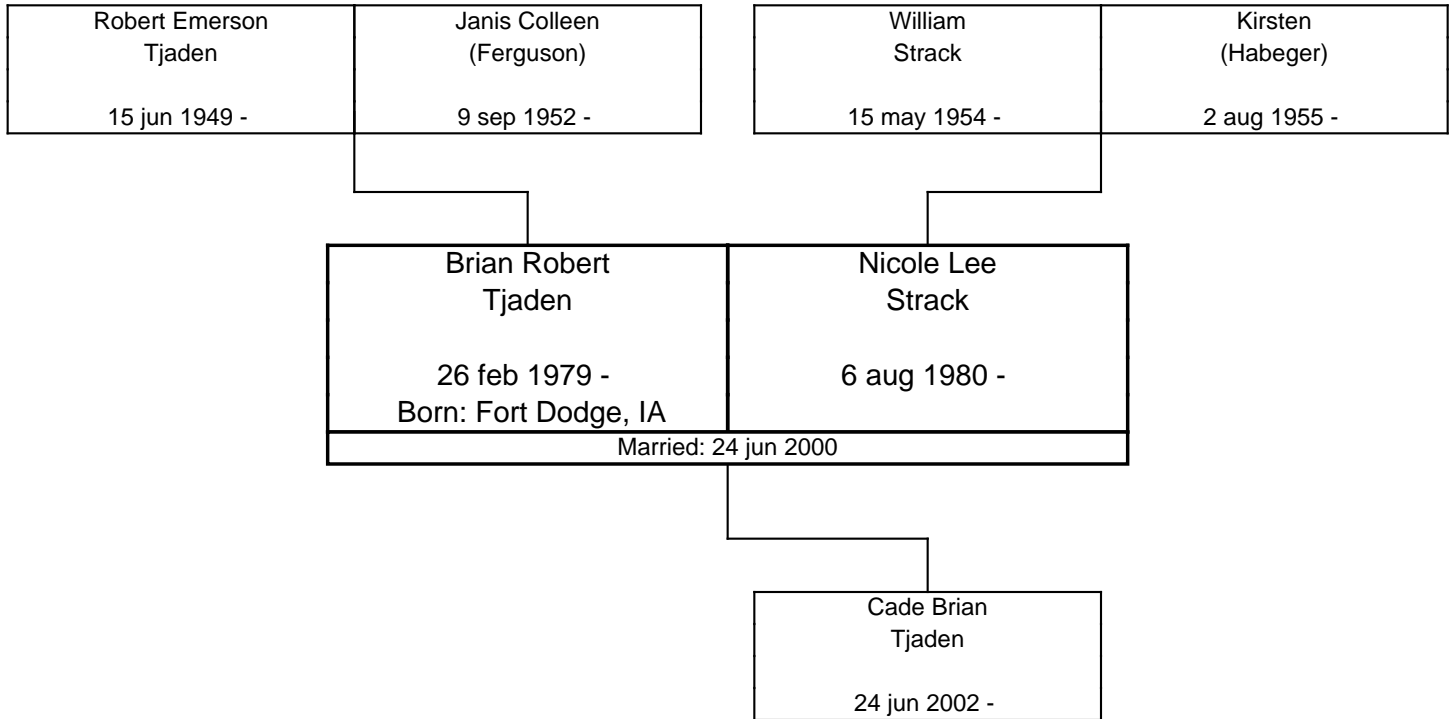 Robert Emerson
Tjaden
15 jun 1949 -
Janis Colleen
(Ferguson)
9 sep 1952 -
William
Strack
15 may 1954 -
Kirsten
(Habeger)
2 aug 1955 -
Brian Robert
Tjaden
26 feb 1979 -
Born: Fort Dodge, IA
Nicole Lee
Strack
6 aug 1980 -
Married: 24 jun 2000
Cade Brian
Tjaden
24 jun 2002 -